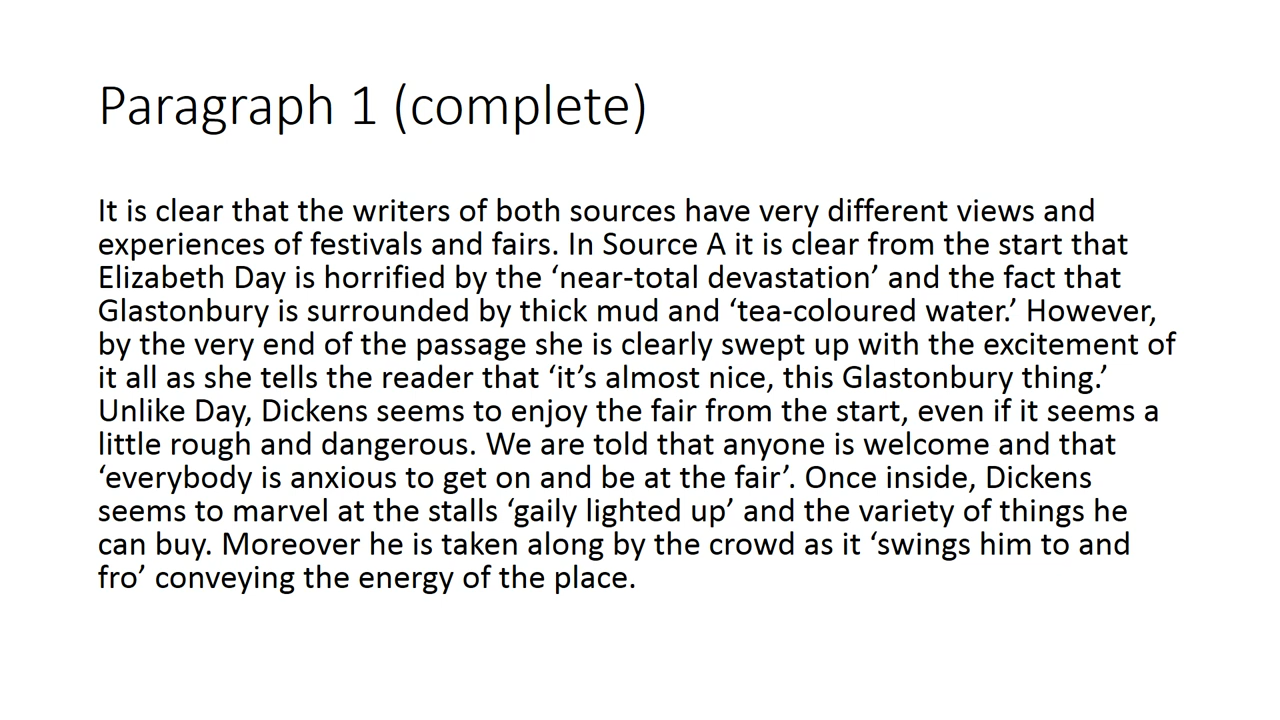 Paragraph 1 (complete)
It is clear that the writers of both sources have very different views and
experiences of festivals and fairs. In Source A it is clear from the start that
Elizabeth Day is horrified by the ‘near-total devastation’ and the fact that
Glastonbury is surrounded by thick mud and ‘tea-coloured water.’ However,
by the very end of the passage she is clearly swept up with the excitement of
it all as she tells the reader that ‘it’s almost nice, this Glastonbury thing.’
Unlike Day, Dickens seems to enjoy the fair from the start, even if it seems a
little rough and dangerous. We are told that anyone is welcome and that
‘everybody is anxious to get on and be at the fair’. Once inside, Dickens
seems to marvel at the stalls ‘gaily lighted up’ and the variety of things he
can buy. Moreover he is taken along by the crowd as it ‘swings him to and
fro’ conveying the energy of the place.